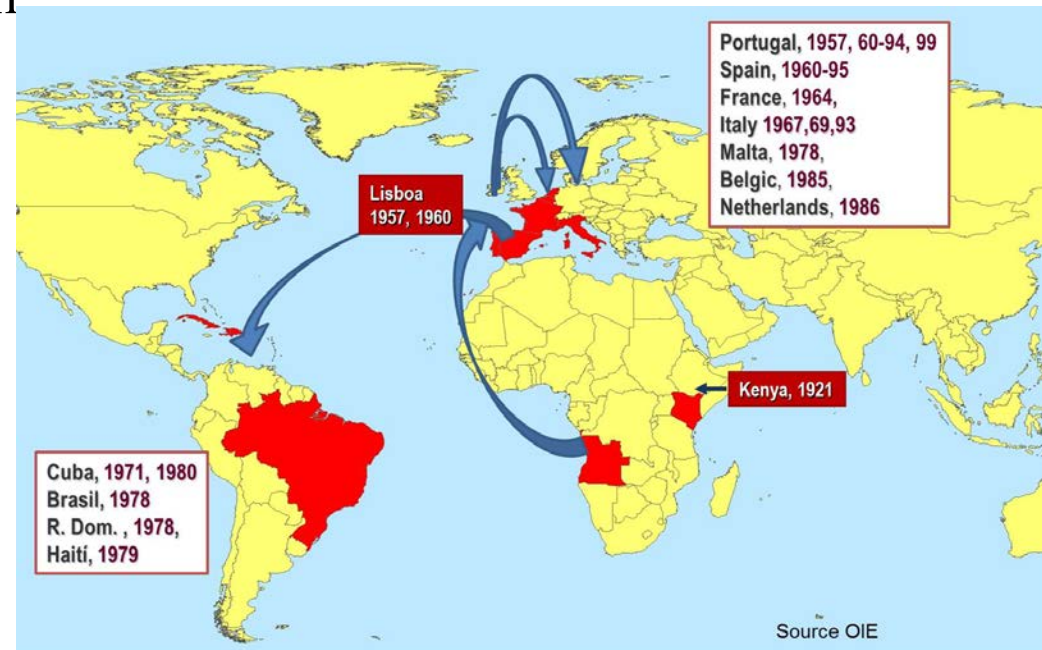 Portugal, 1957, 60-94, 99
Spain, 1960-95
France, 1964,
Italy 1967,69,93
Malta, 1978,
Belgic, 1985,
Netherlands, 1986
Lisboa
1957, 1960
Kenya, 1921
Cuba, 1971, 1980
Brasil, 1978
R. Dom. , 1978,
Haití, 1979
Source OIE